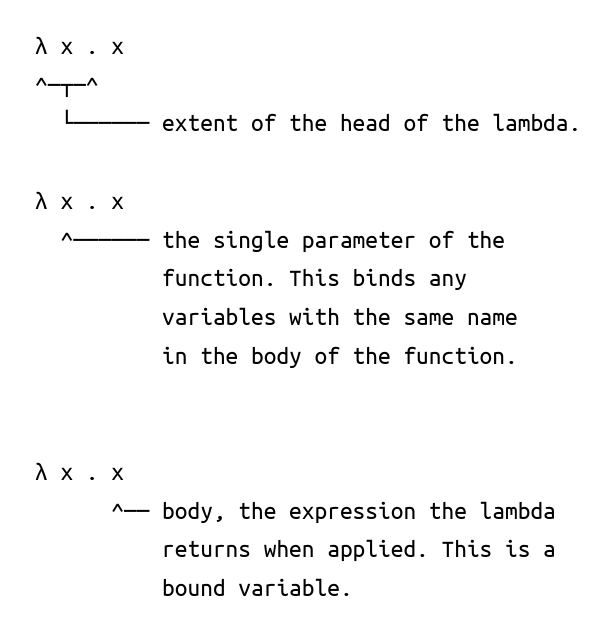 λ x . x
^─┬─^
  └────── extent of the head of the lambda.
λ x . x
  ^────── the single parameter of the
          function. This binds any
          variables with the same name
          in the body of the function.
λ x . x
      ^── body, the expression the lambda
          returns when applied. This is a
          bound variable.